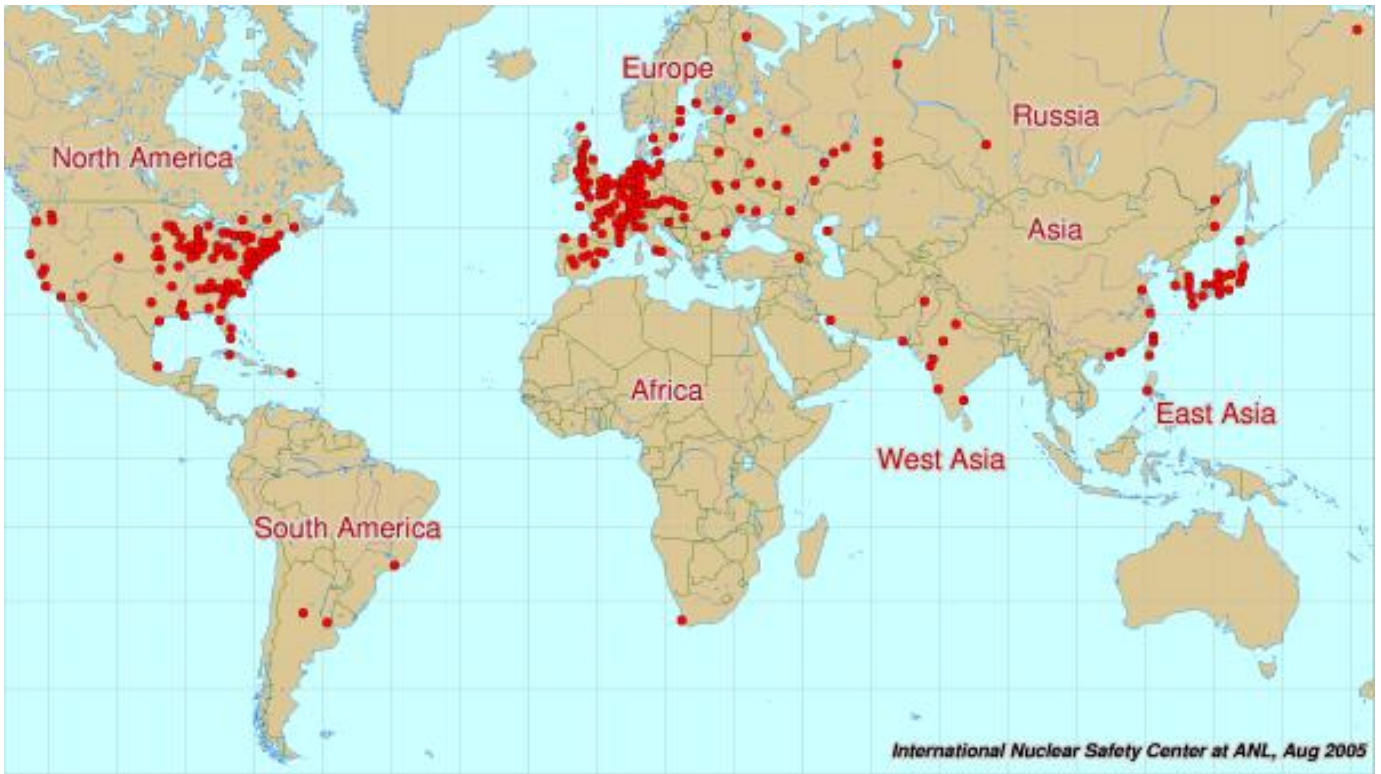 Europe
Russia
North America
Asia
Africa
East Asia
West Asia
South America
International Nuclear Safety Center at ANL, Aug 2005